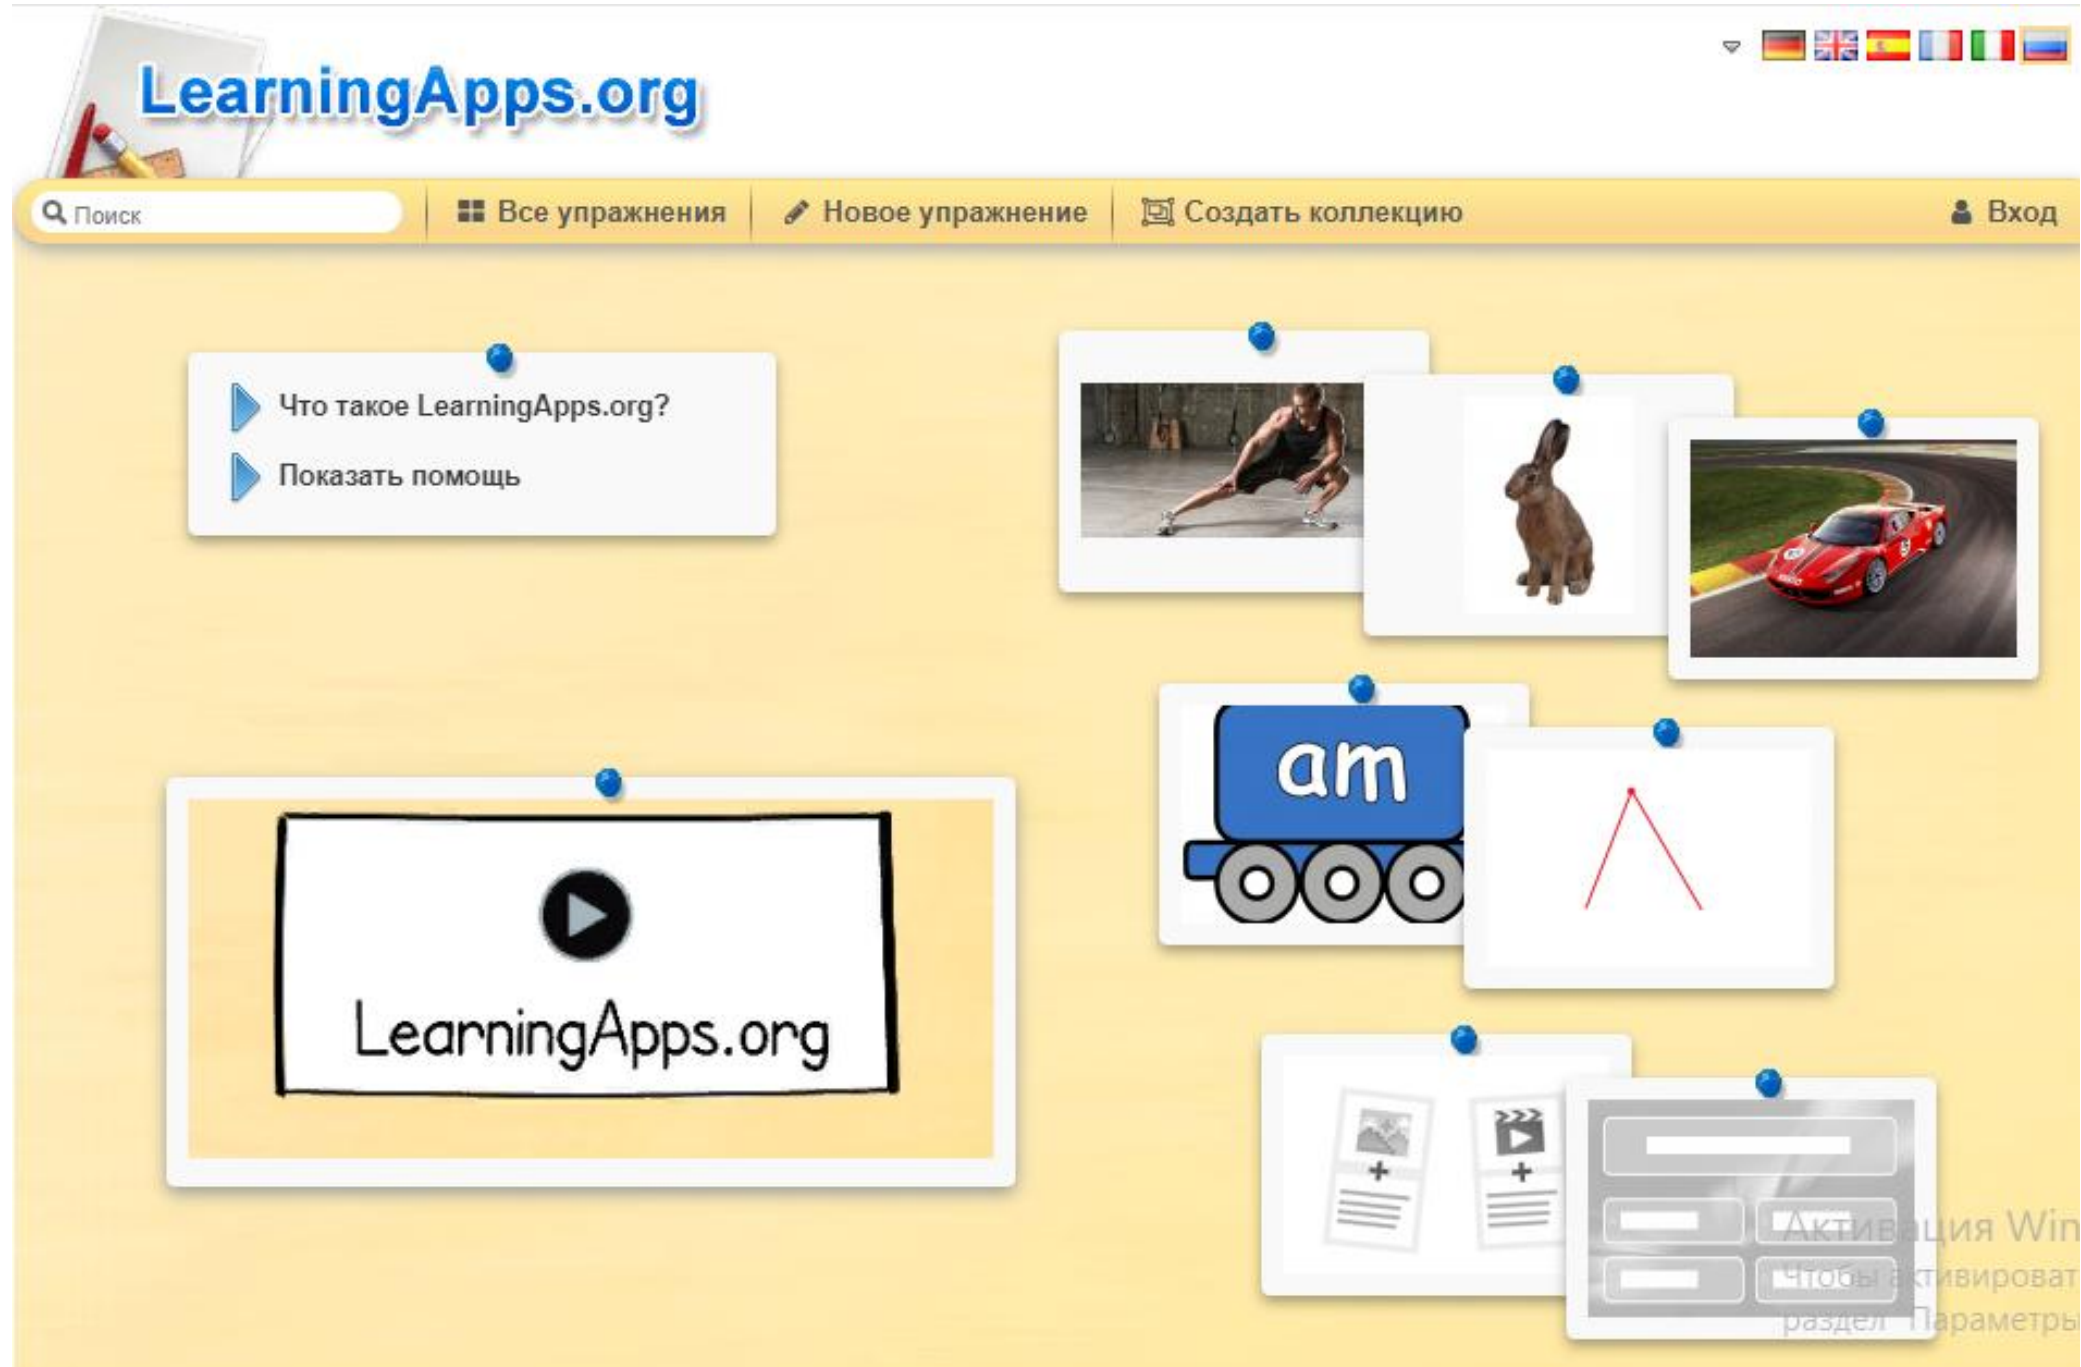 LearningApps.org
Поиск
Все упражнения
Новое упражнение
Создать коллекцию
Вход
Что такое LearningApps.org?
Показать помощь
am
LearningApps.org
Активация Win
Чтобы активироват
раздел "Параметры